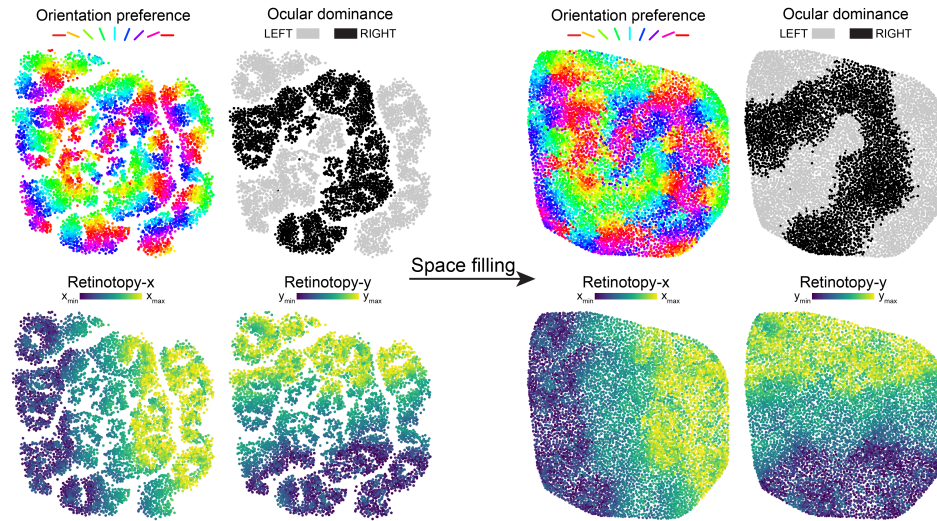 Orientation preference
Ocular dominance
LEFT RIGHT
Orientation preference
Ocular dominance
LEFT RIGHT
Space filling
Retinotopy-x
xmin xmax
Retinotopy-y
ymin ymax
Retinotopy-x
xmin xmax
Retinotopy-y
ymin ymax